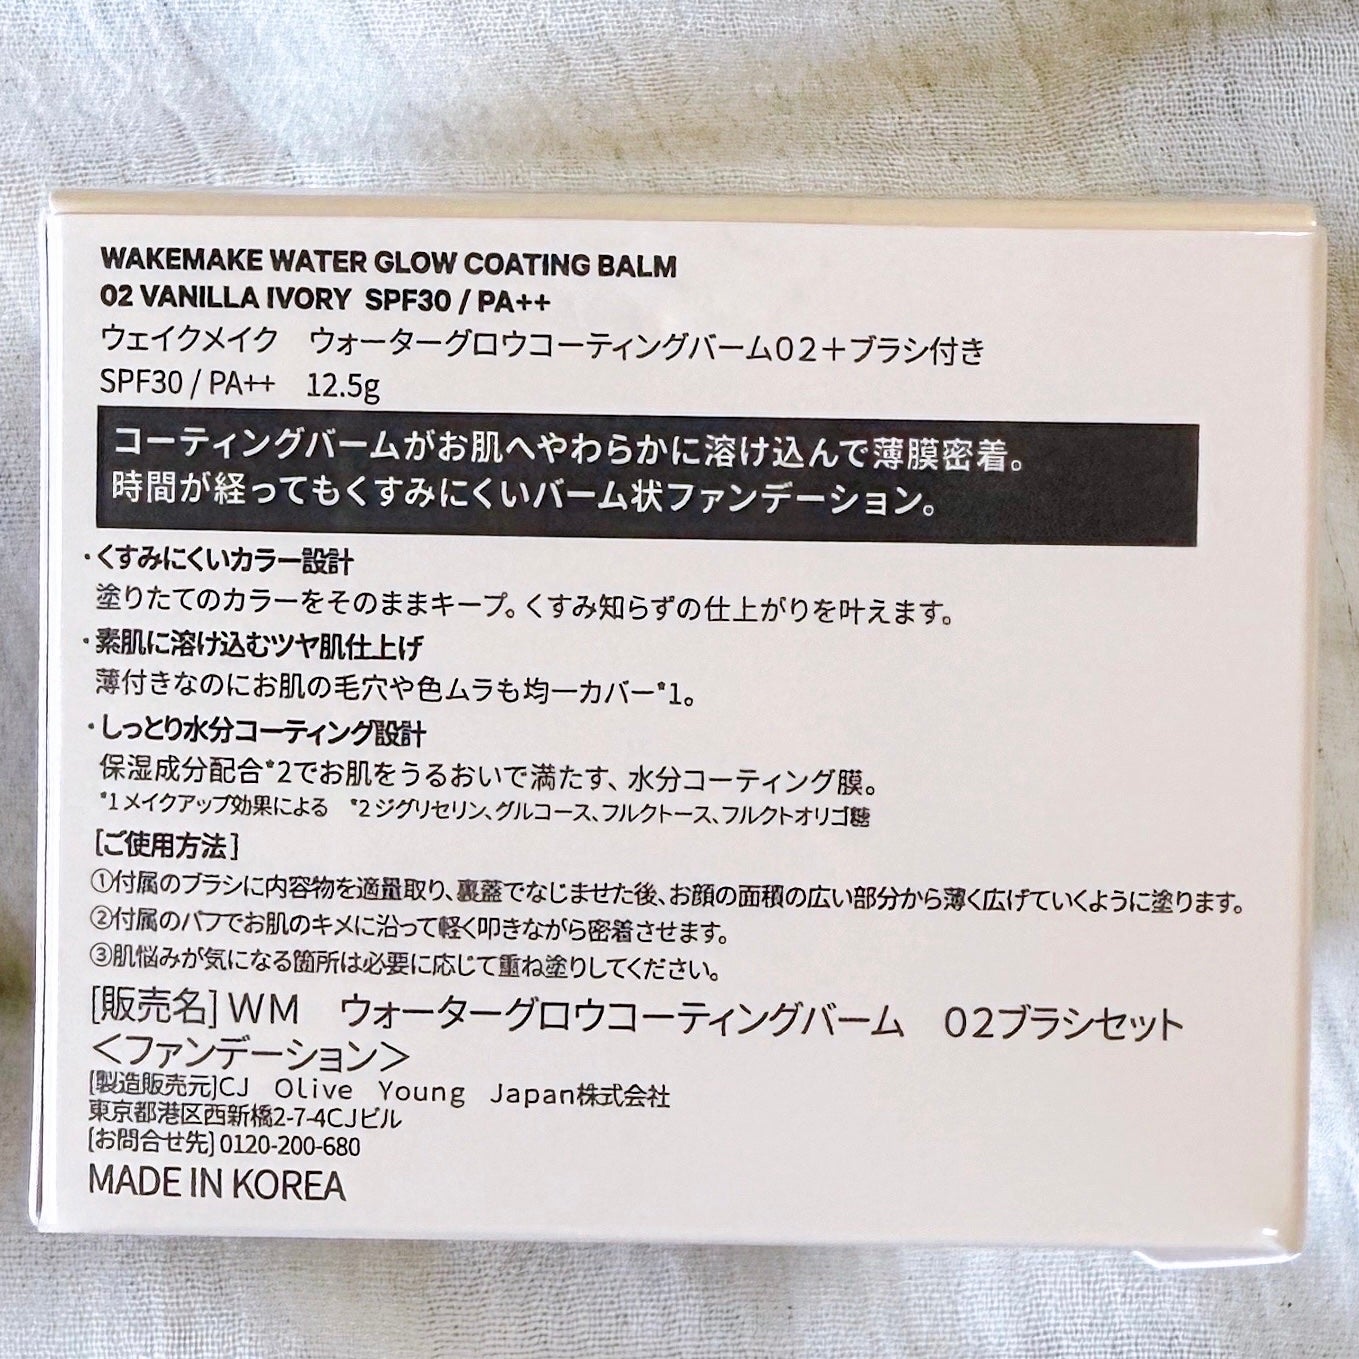 WAKEMAKE WATER GLOW COATING BALM
02 VANILLA IVORY SPF30 / PA++
ウェイクメイク　ウォーターグロウコーティングバーム02＋ブラシ付き
SPF30 / PA++　12.5g
コーティングバームがお肌へやわらかに溶け込んで薄膜密着。
時間が経ってもくすみにくいバーム状ファンデーション。
・くすみにくいカラー設計
塗りたてのカラーをそのままキープ。くすみ知らずの仕上がりを叶えます。
・素肌に溶け込むツヤ肌仕上げ
薄付きなのにお肌の毛穴や色ムラも均一カバー*1。
・しっとり水分コーティング設計
保湿成分配合*2でお肌をうるおいで満たす、水分コーティング膜。
*1 メイクアップ効果による　*2 ジグリセリン、グルコース、フルクトース、フルクトオリゴ糖
[ご使用方法]
①付属のブラシに内容物を適量取り、裏蓋でなじませた後、お顔の面積の広い部分から薄く広げていくように塗ります。
②付属のパフでお肌のキメに沿って軽く叩きながら密着させます。
③肌悩みが気になる箇所は必要に応じて重ね塗りしてください。
[販売名]WM　ウォーターグロウコーティングバーム　02ブラシセット
＜ファンデーション＞
[製造販売元]CJ　Olive　Young　Japan株式会社
東京都港区西新橋2-7-4CJビル
[お問合せ先] 0120-200-680
MADE IN KOREA